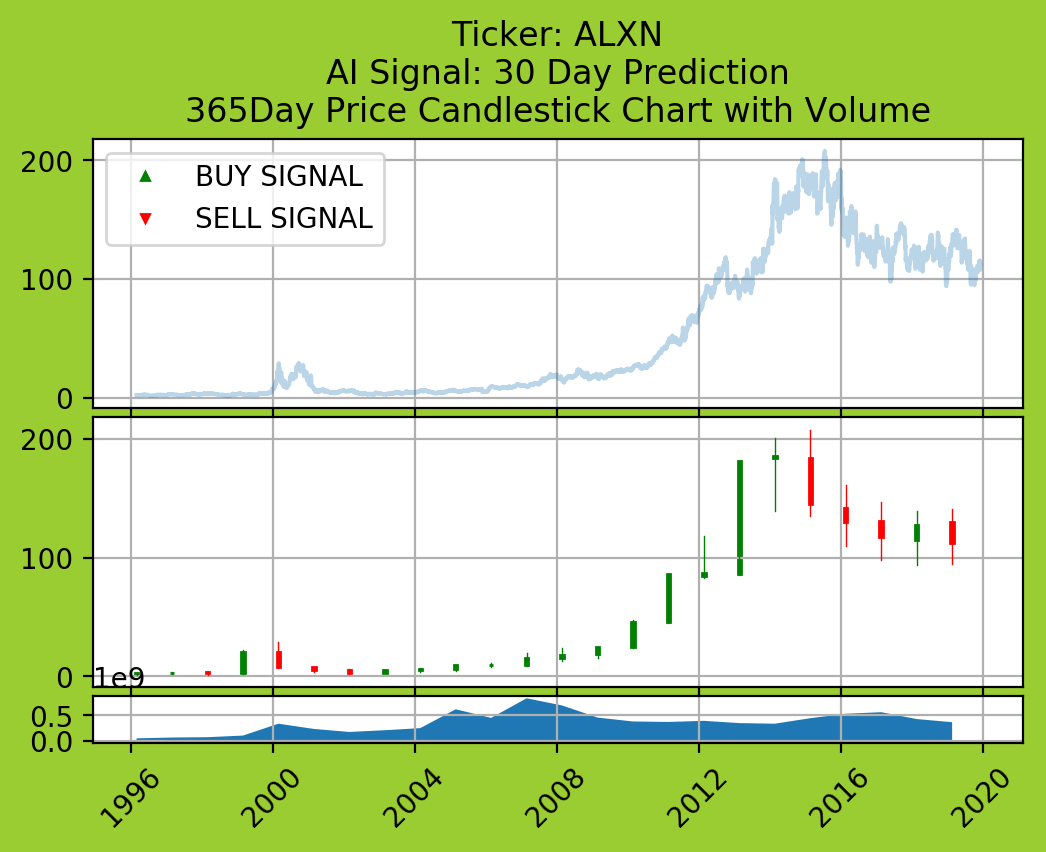 Ticker: ALXN
AI Signal: 30 Day Prediction
365Day Price Candlestick Chart with Volume
200
100
0
BUY SIGNAL
SELL SIGNAL
200
100
0
1e9
0.5
0.0
1996
2000
2004
2008
2012
2016
2020